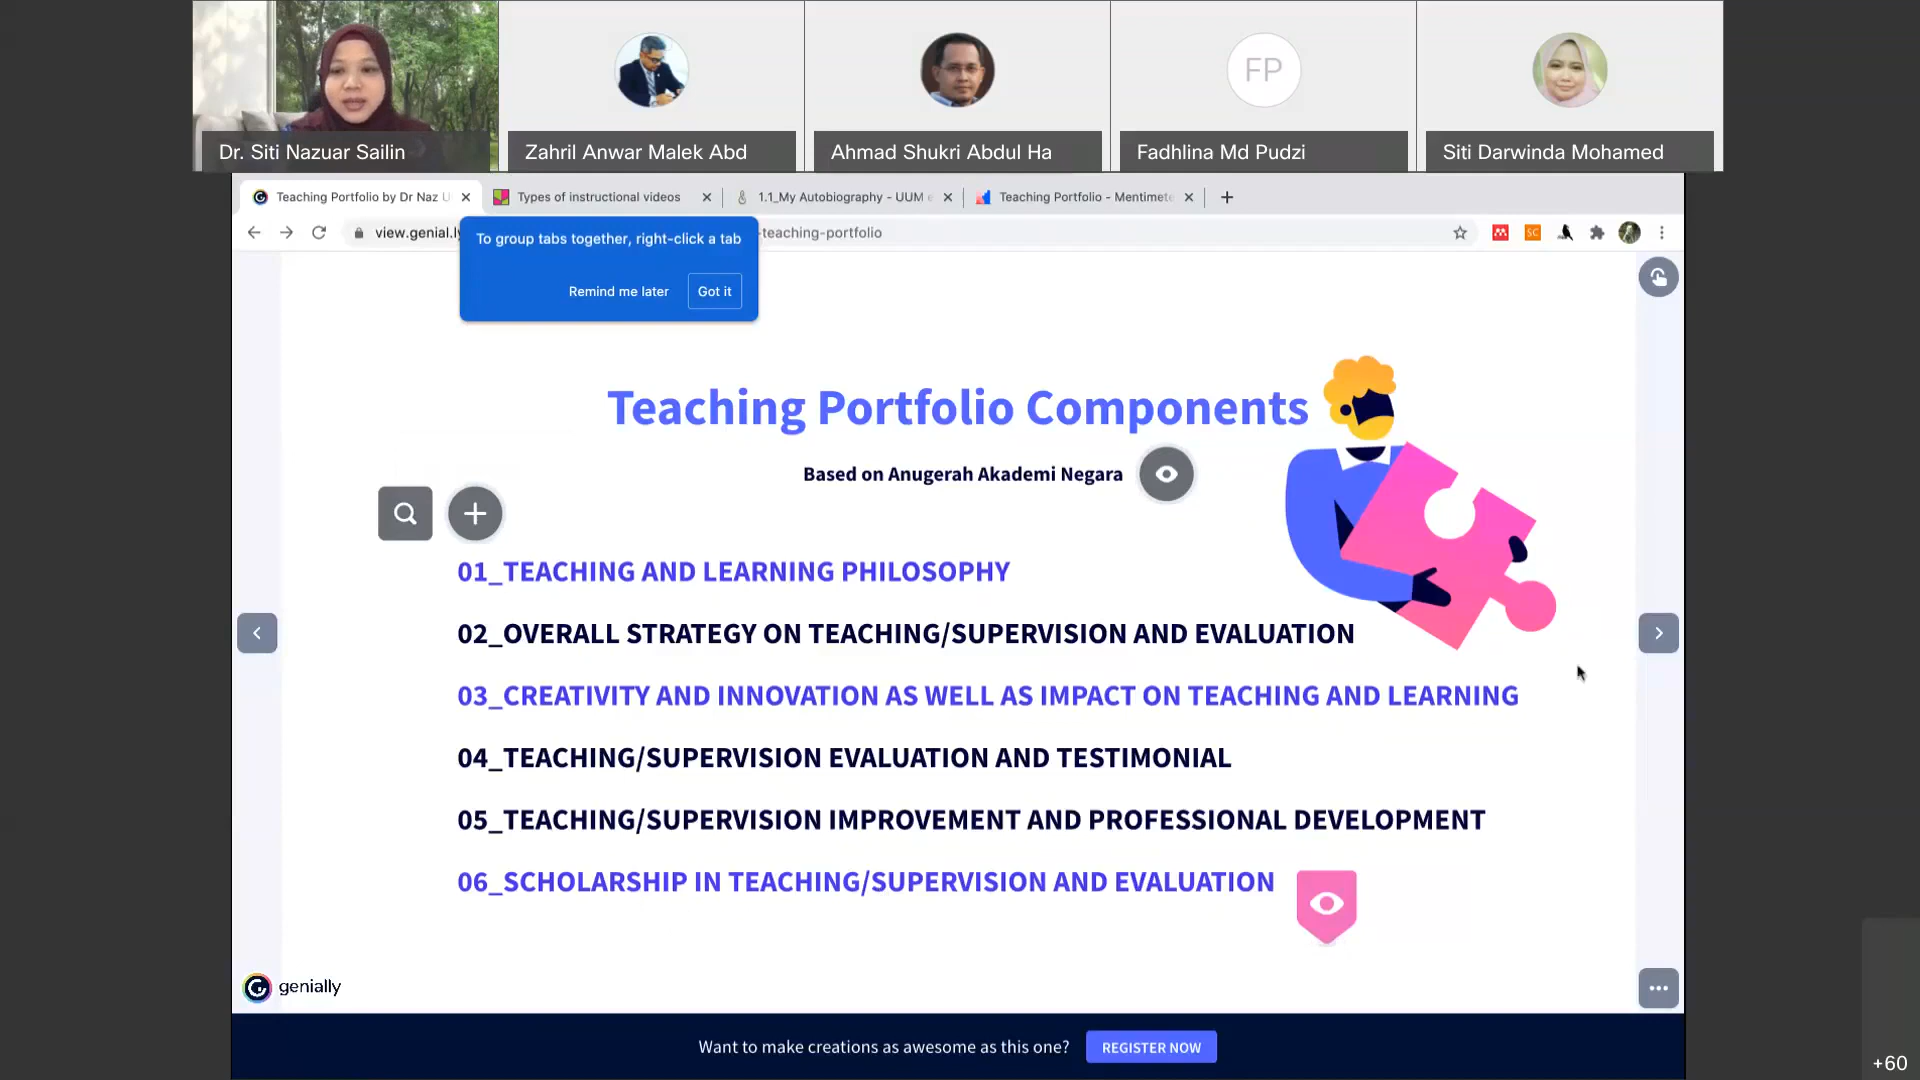 Dr. Siti Nazuar Sailin
Zahril Anwar Malek Abd
Ahmad Shukri Abdul Ha
FP
Fadhlina Md Pudzi
Siti Darwinda Mohamed
Teaching Portfolio by Dr Naz U
Types of instructional videos
1.1_My Autobiography - UUM e
Teaching Portfolio - Mentimete
view.genial.ly
-teaching-portfolio
SC
To group tabs together, right-click a tab
Remind me later
Got it
Teaching Portfolio Components
Based on Anugerah Akademi Negara
01_TEACHING AND LEARNING PHILOSOPHY
02_OVERALL STRATEGY ON TEACHING/SUPERVISION AND EVALUATION
03_CREATIVITY AND INNOVATION AS WELL AS IMPACT ON TEACHING AND LEARNING
04_TEACHING/SUPERVISION EVALUATION AND TESTIMONIAL
05_TEACHING/SUPERVISION IMPROVEMENT AND PROFESSIONAL DEVELOPMENT
06_SCHOLARSHIP IN TEACHING/SUPERVISION AND EVALUATION
genially
Want to make creations as awesome as this one?
REGISTER NOW
+60